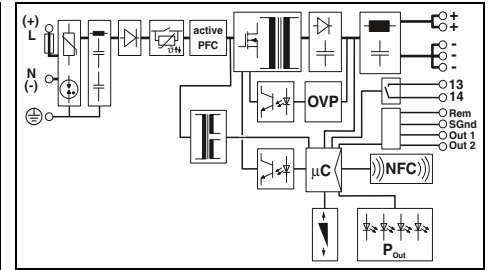 (+)
L
N
(-)
ϑ
active
PFC
OVP
µC
NFC
P Out
+
+
-
-
-
13
14
Rem
SGnd
Out 1
Out 2